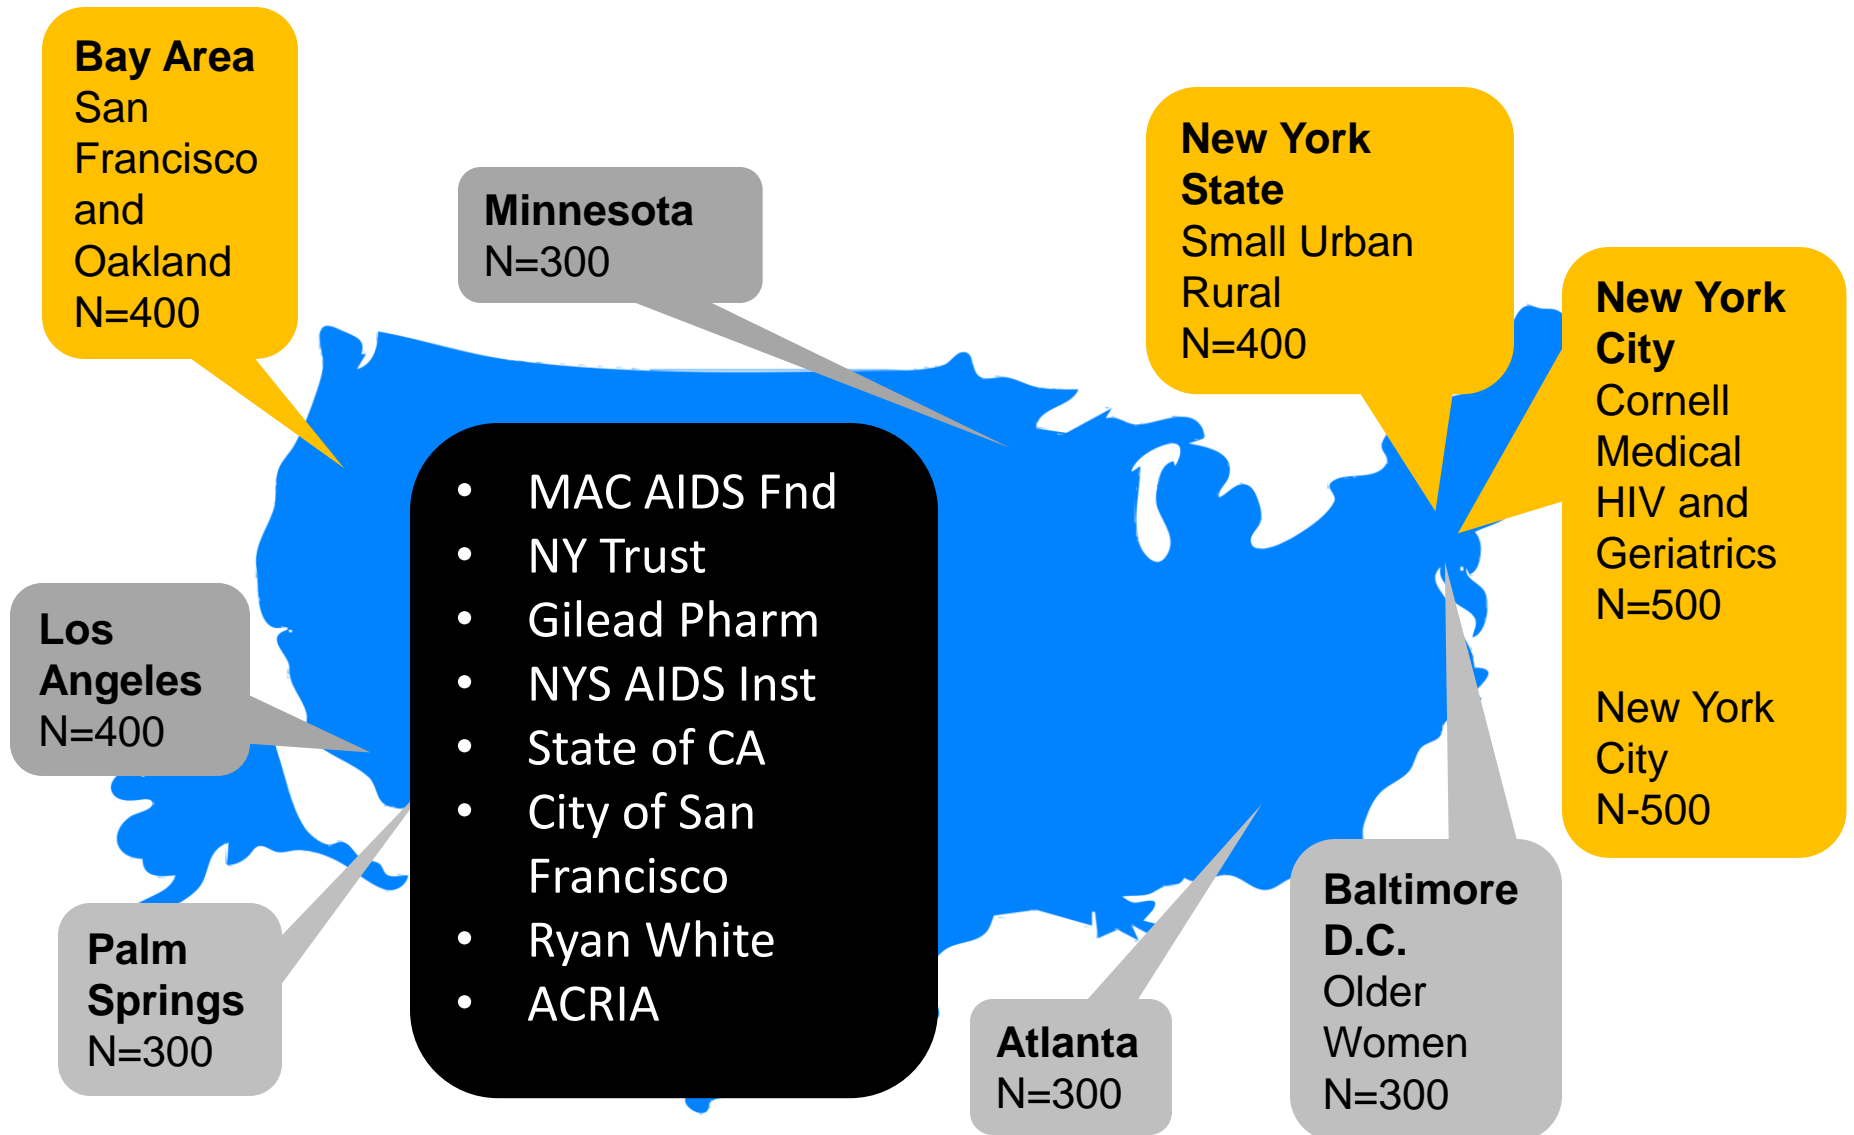 Bay Area
San
Francisco
and
Oakland
N=400
Minnesota
N=300
New York
State
Small Urban
Rural
N=400
New York
City
Cornell
Medical
HIV and
Geriatrics
N=500
New York
City
N-500
• MAC AIDS Fnd
• NY Trust
• Gilead Pharm
• NYS AIDS Inst
• State of CA
• City of San
Francisco
• Ryan White
• ACRIA
Los
Angeles
N=400
Palm
Springs
N=300
Atlanta
N=300
Baltimore
D.C.
Older
Women
N=300